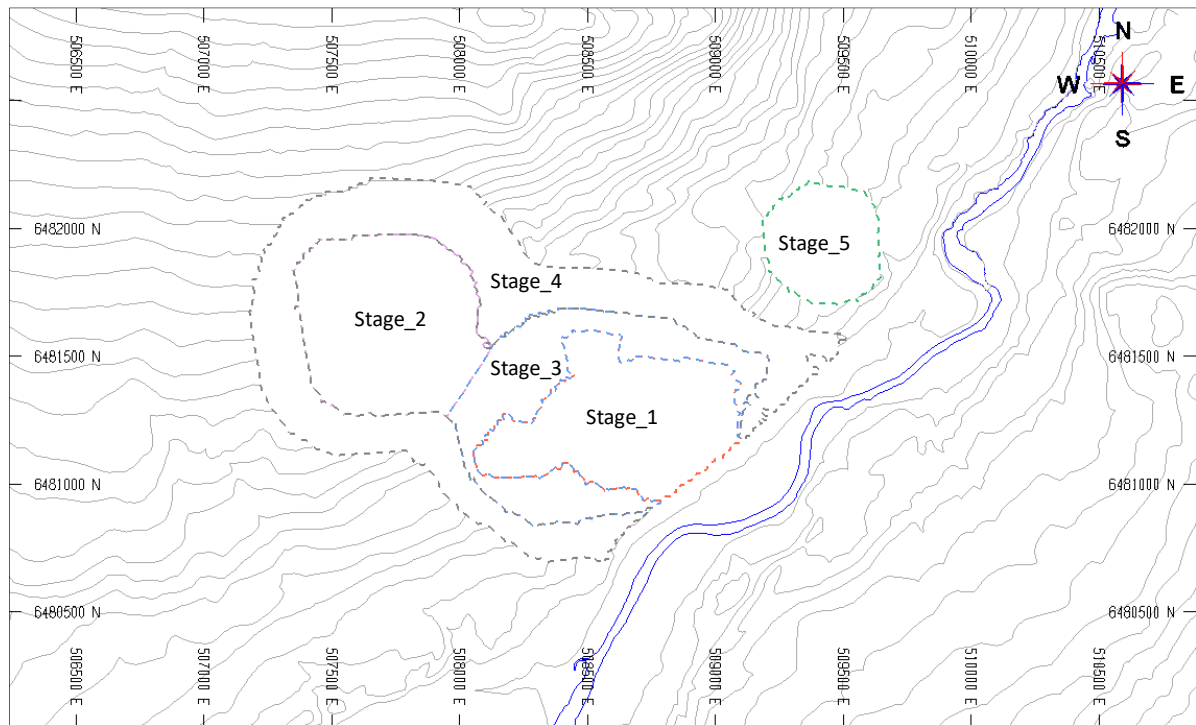 506500 E
507000 E
507500 E
508000 E
508500 E
509000 E
509500 E
510000 E
510500 E
N
W
E
S
6482000 N
6482000 N
Stage_5
Stage_4
Stage_2
6481500 N
6481500 N
Stage_3
Stage_1
6481000 N
6481000 N
6480500 N
6480500 N
506500 E
507000 E
507500 E
508000 E
508500 E
509000 E
509500 E
510000 E
510500 E